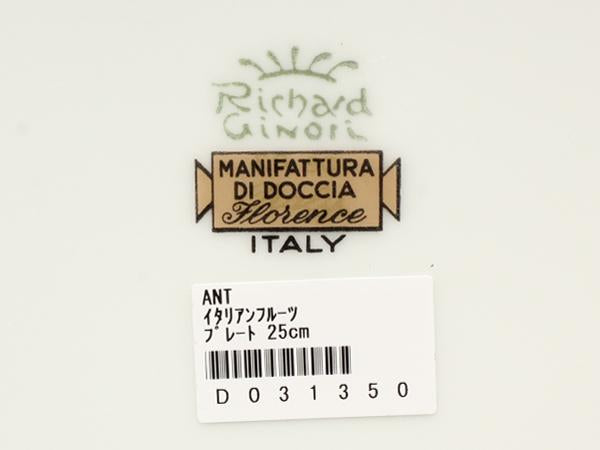 Richard
GINORI
MANIFATTURA
DI DOCCIA
Florence
ITALY
ANT
ｲﾀﾘｱﾝﾌﾙｰﾂ
ﾌﾟﾚｰﾄ 25cm
D031350